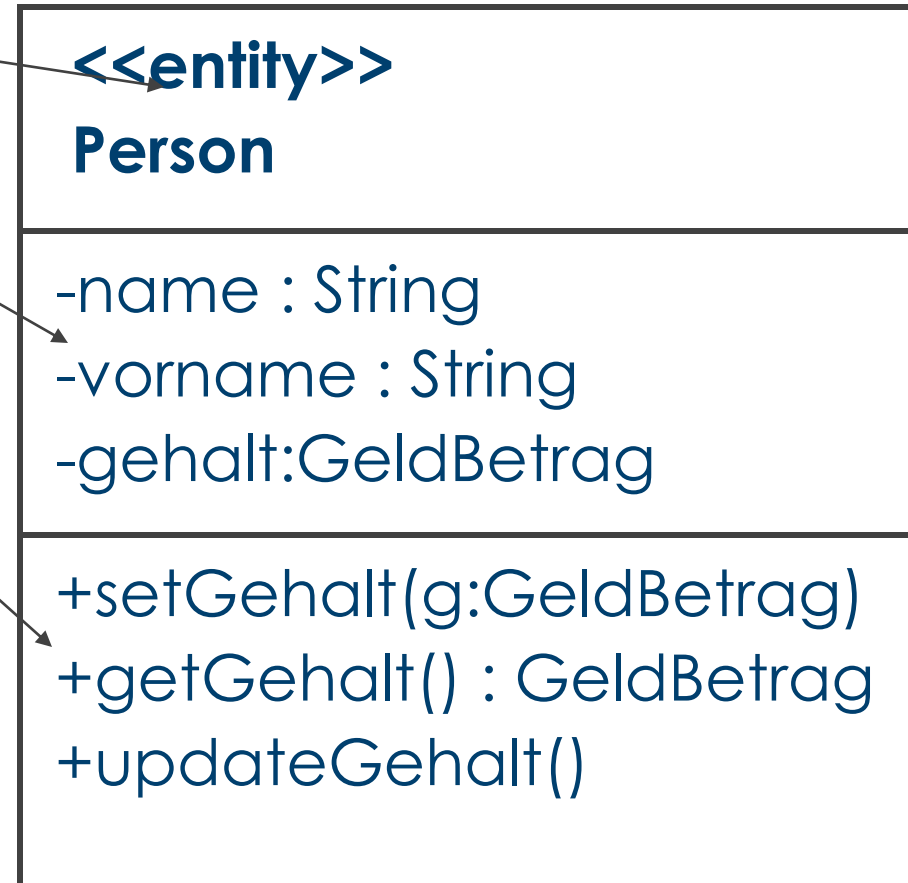 <<entity>>
Person
-name : String
-vorname : String
-gehalt:GeldBetrag
+setGehalt(g:GeldBetrag)
+getGehalt() : GeldBetrag
+updateGehalt()